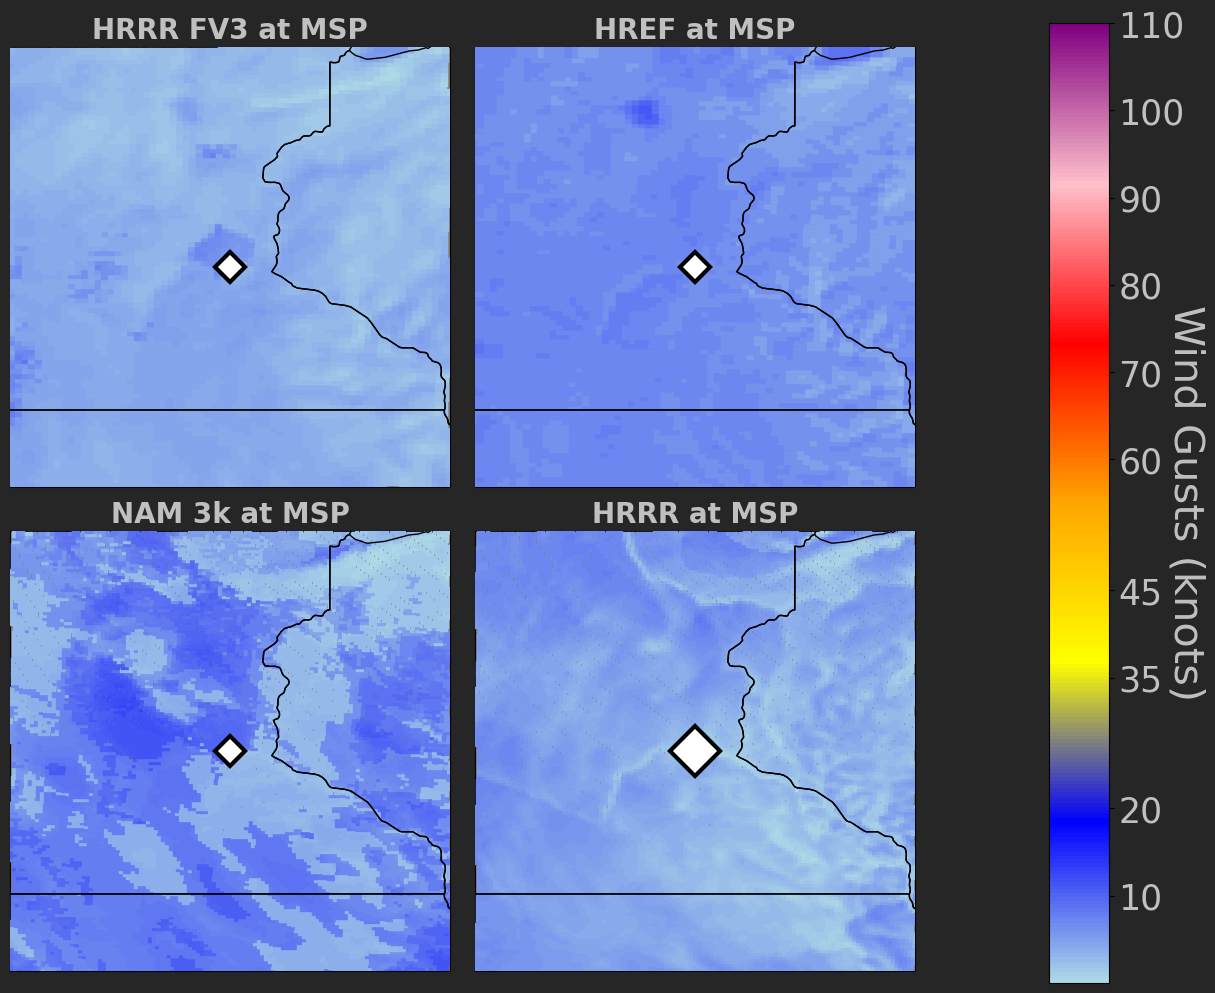 HRRR FV3 at MSP
HREF at MSP
NAM 3k at MSP
HRRR at MSP
110
100
90
80
70
60
45
35
20
10
Wind Gusts (knots)